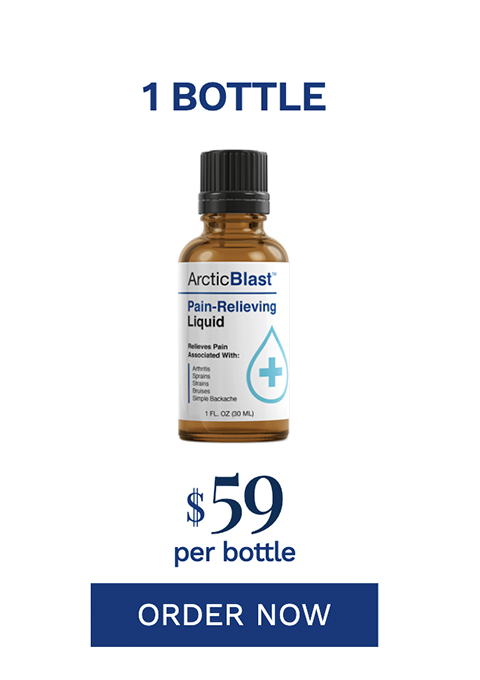 1 BOTTLE
ArcticBlast™
Pain-Relieving
Liquid
Relieves Pain
Associated With:
Arthritis
Sprains
Strains
Bruises
Simple Backache
1 FL. OZ (30 ML)
$59
per bottle
ORDER NOW